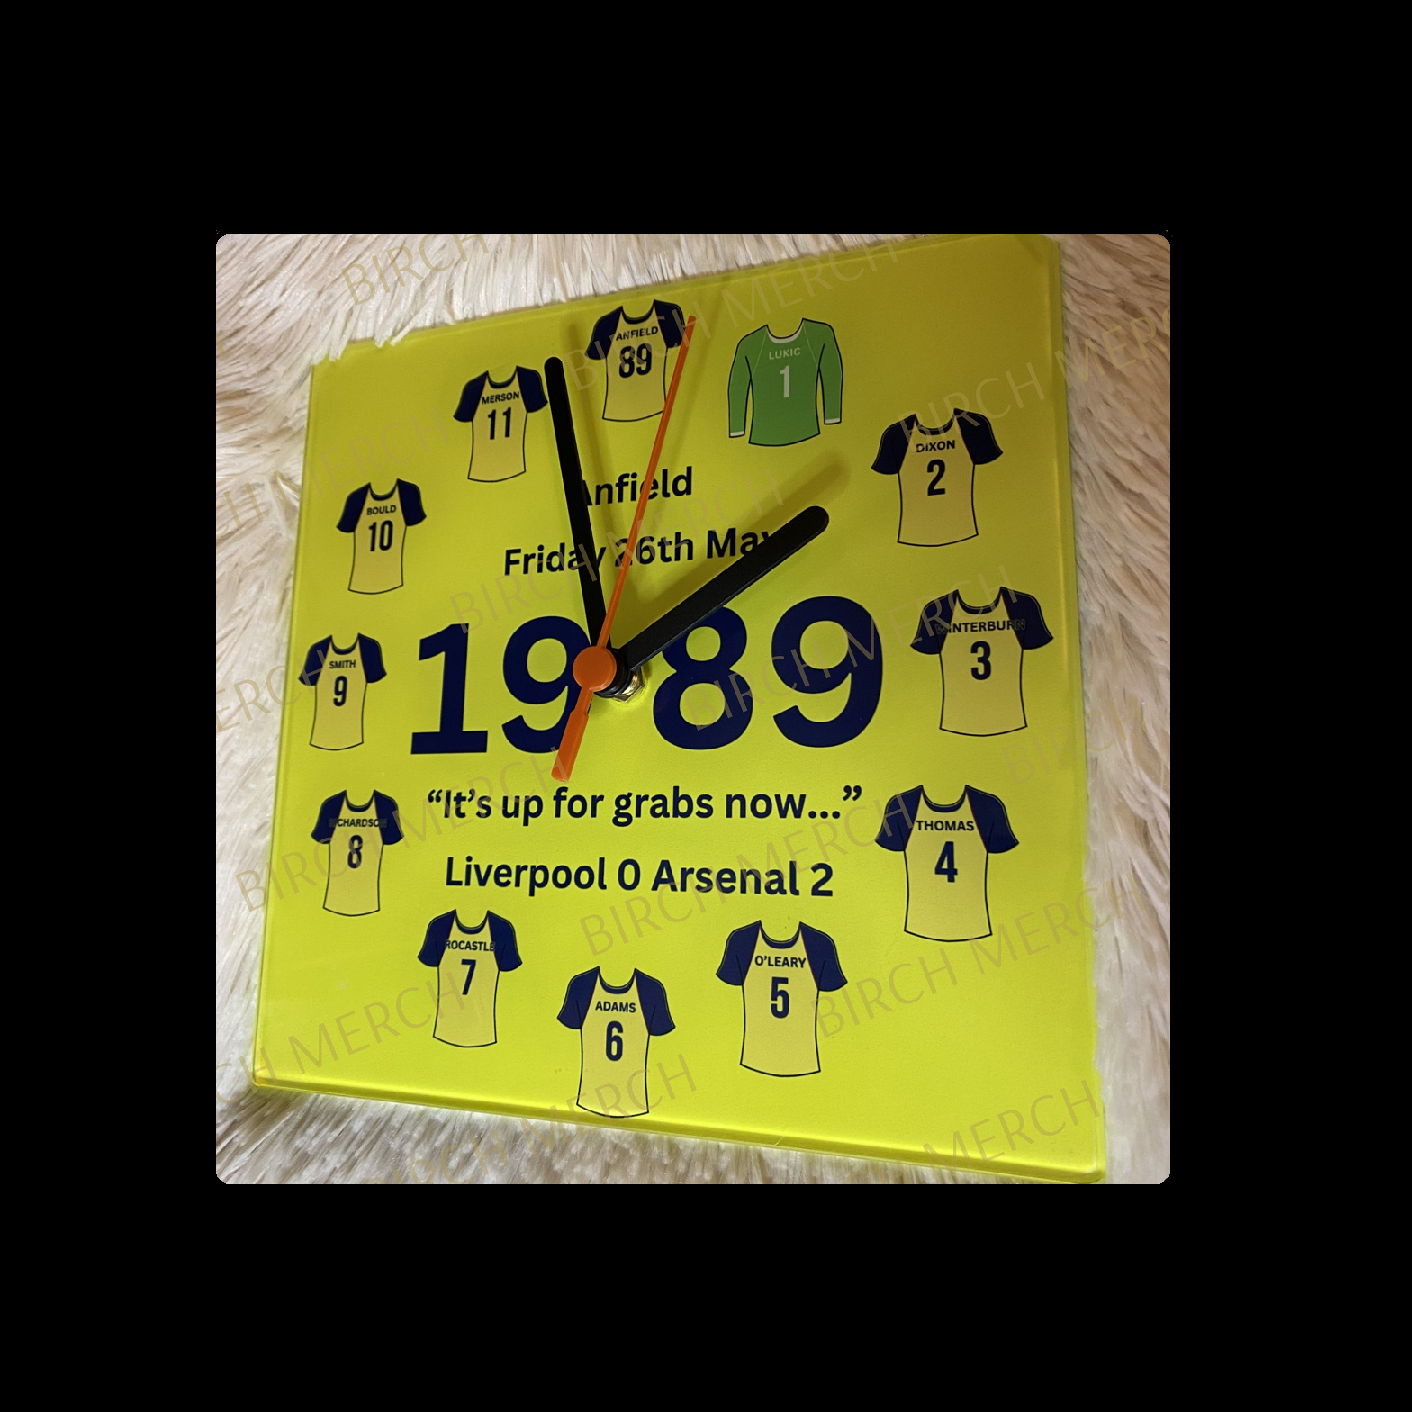 ANFIELD
89
LUKIC
1
DIXON
2
3
THOMAS
4
O'LEARY
5
ADAMS
6
ROCASTLE
7
8
SMITH
9
BOULD
10
MERSON
11
Anfield
Friday 26th May
1989
“It’s up for grabs now...”
Liverpool 0 Arsenal 2
BIRCH MERCH